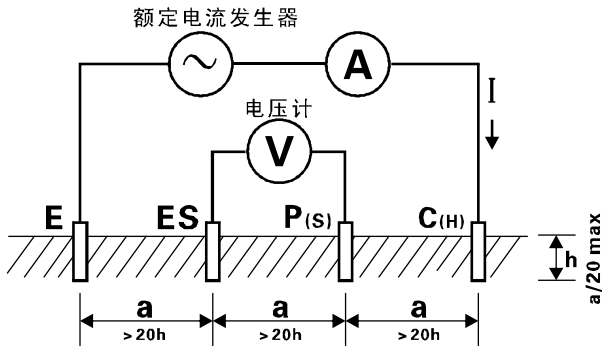 额定电流发生器
A
I
电压计
V
E ES P(S) C(H)
h
a/20 max
a a a
>20h >20h >20h